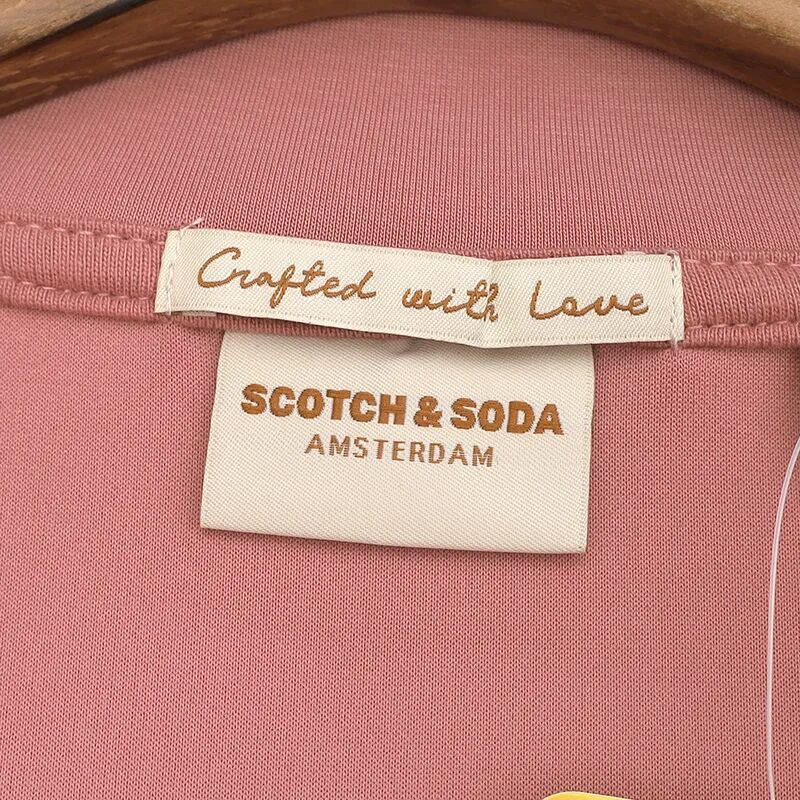 Crafted with Love
SCOTCH & SODA
AMSTERDAM